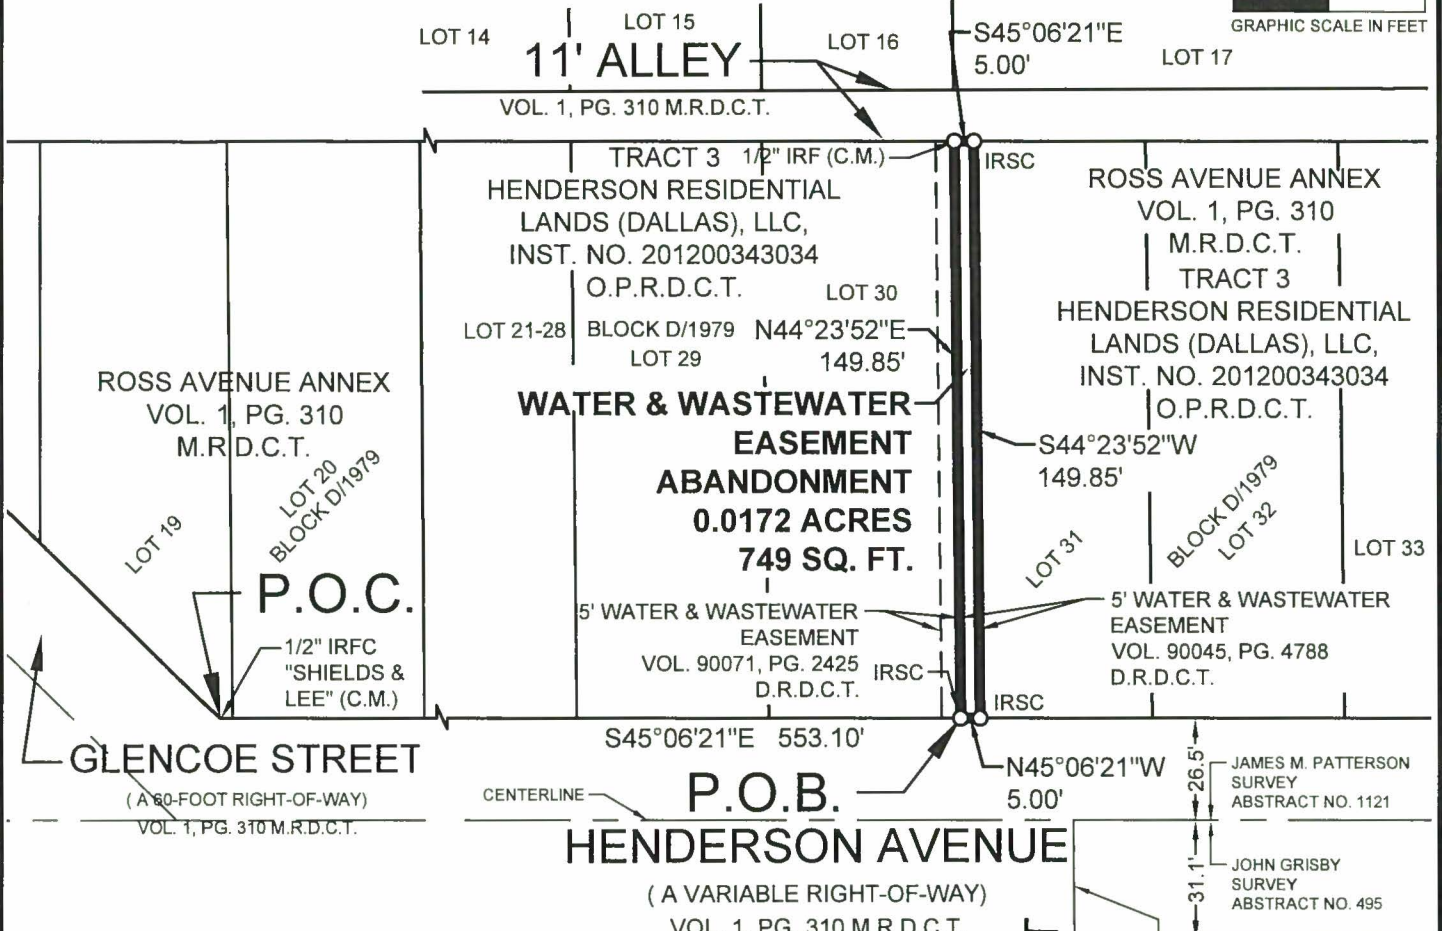 GRAPHIC SCALE IN FEET
LOT 14
LOT 15
LOT 16
LOT 17
11' ALLEY
VOL. 1, PG. 310 M.R.D.C.T.
S45°06'21"E
5.00'
TRACT 3
1/2" IRF (C.M.)
IRSC
HENDERSON RESIDENTIAL
LANDS (DALLAS), LLC,
INST. NO. 201200343034
O.P.R.D.C.T.
LOT 30
LOT 21-28
BLOCK D/1979
LOT 29
N44°23'52"E
149.85'
ROSS AVENUE ANNEX
VOL. 1, PG. 310
M.R.D.C.T.
TRACT 3
HENDERSON RESIDENTIAL
LANDS (DALLAS), LLC,
INST. NO. 201200343034
O.P.R.D.C.T.
ROSS AVENUE ANNEX
VOL. 1, PG. 310
M.R.D.C.T.
LOT 19
LOT 20
BLOCK D/1979
WATER & WASTEWATER
EASEMENT
ABANDONMENT
0.0172 ACRES
749 SQ. FT.
S44°23'52"W
149.85'
LOT 31
BLOCK D/1979
LOT 32
LOT 33
P.O.C.
1/2" IRFC
"SHIELDS &
LEE" (C.M.)
5' WATER & WASTEWATER
EASEMENT
VOL. 90071, PG. 2425
D.R.D.C.T.
IRSC
5' WATER & WASTEWATER
EASEMENT
VOL. 90045, PG. 4788
D.R.D.C.T.
IRSC
GLENCOE STREET
( A 60-FOOT RIGHT-OF-WAY)
VOL. 1, PG. 310 M.R.D.C.T.
S45°06'21"E 553.10'
P.O.B.
N45°06'21"W
5.00'
CENTERLINE
26.5'
JAMES M. PATTERSON
SURVEY
ABSTRACT NO. 1121
HENDERSON AVENUE
( A VARIABLE RIGHT-OF-WAY)
VOL. 1, PG. 310 M.R.D.C.T.
31.1'
JOHN GRISBY
SURVEY
ABSTRACT NO. 495